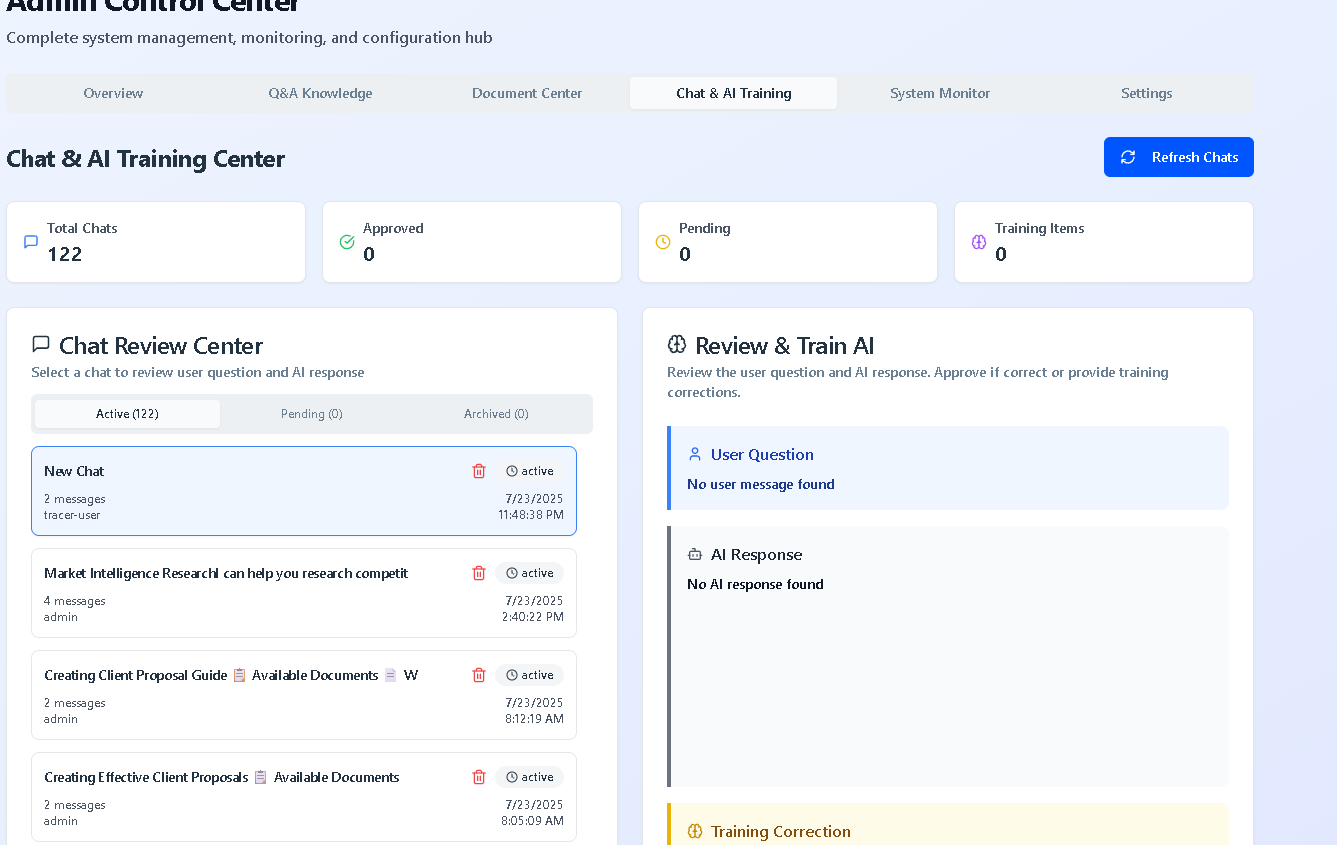 Admin Control Center
Complete system management, monitoring, and configuration hub
Overview
Q&A Knowledge
Document Center
Chat & AI Training
System Monitor
Settings
Chat & AI Training Center
Refresh Chats
Total Chats
122
Approved
0
Pending
0
Training Items
0
Chat Review Center
Select a chat to review user question and AI response
Active (122)
Pending (0)
Archived (0)
New Chat
active
2 messages
7/23/2025
tracer-user
11:48:38 PM
Market Intelligence ResearchI can help you research competit
active
4 messages
7/23/2025
admin
2:40:22 PM
Creating Client Proposal Guide 📋 Available Documents 📄 W
active
2 messages
7/23/2025
admin
8:12:19 AM
Creating Effective Client Proposals 📋 Available Documents
active
2 messages
7/23/2025
admin
8:05:09 AM
Review & Train AI
Review the user question and AI response. Approve if correct or provide training
corrections.
User Question
No user message found
AI Response
No AI response found
Training Correction